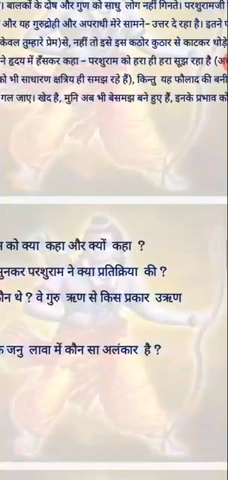 । बालकों के दोष और गुण को साधु लोग नहीं गिनते। परशुरामजी
और यह गुरुद्रोही और अपराधी मेरे सामने- उत्तर दे रहा है। इतने प
केवल तुम्हारे प्रेम)से, नहीं तो इसे इस कठोर कुठार से काटकर थोड़े
ने ह्रदय में हँसकर कहा - परशुराम को हरा ही हरा सूझ रहा है (अ
को भी साधारण क्षत्रिय ही समझ रहे हैं), किन्तु यह फौलाद की बनी
गल जाए। खेद है, मुनि अब भी बेसमझ बने हुए हैं, इनके प्रभाव को
को क्या कहा और क्यों कहा ?
सुनकर परशुराम ने क्या प्रतिक्रिया की ?
कौन थे ? वे गुरु ऋण से किस प्रकार उऋण
जनु लावा में कौन सा अलंकार है ?